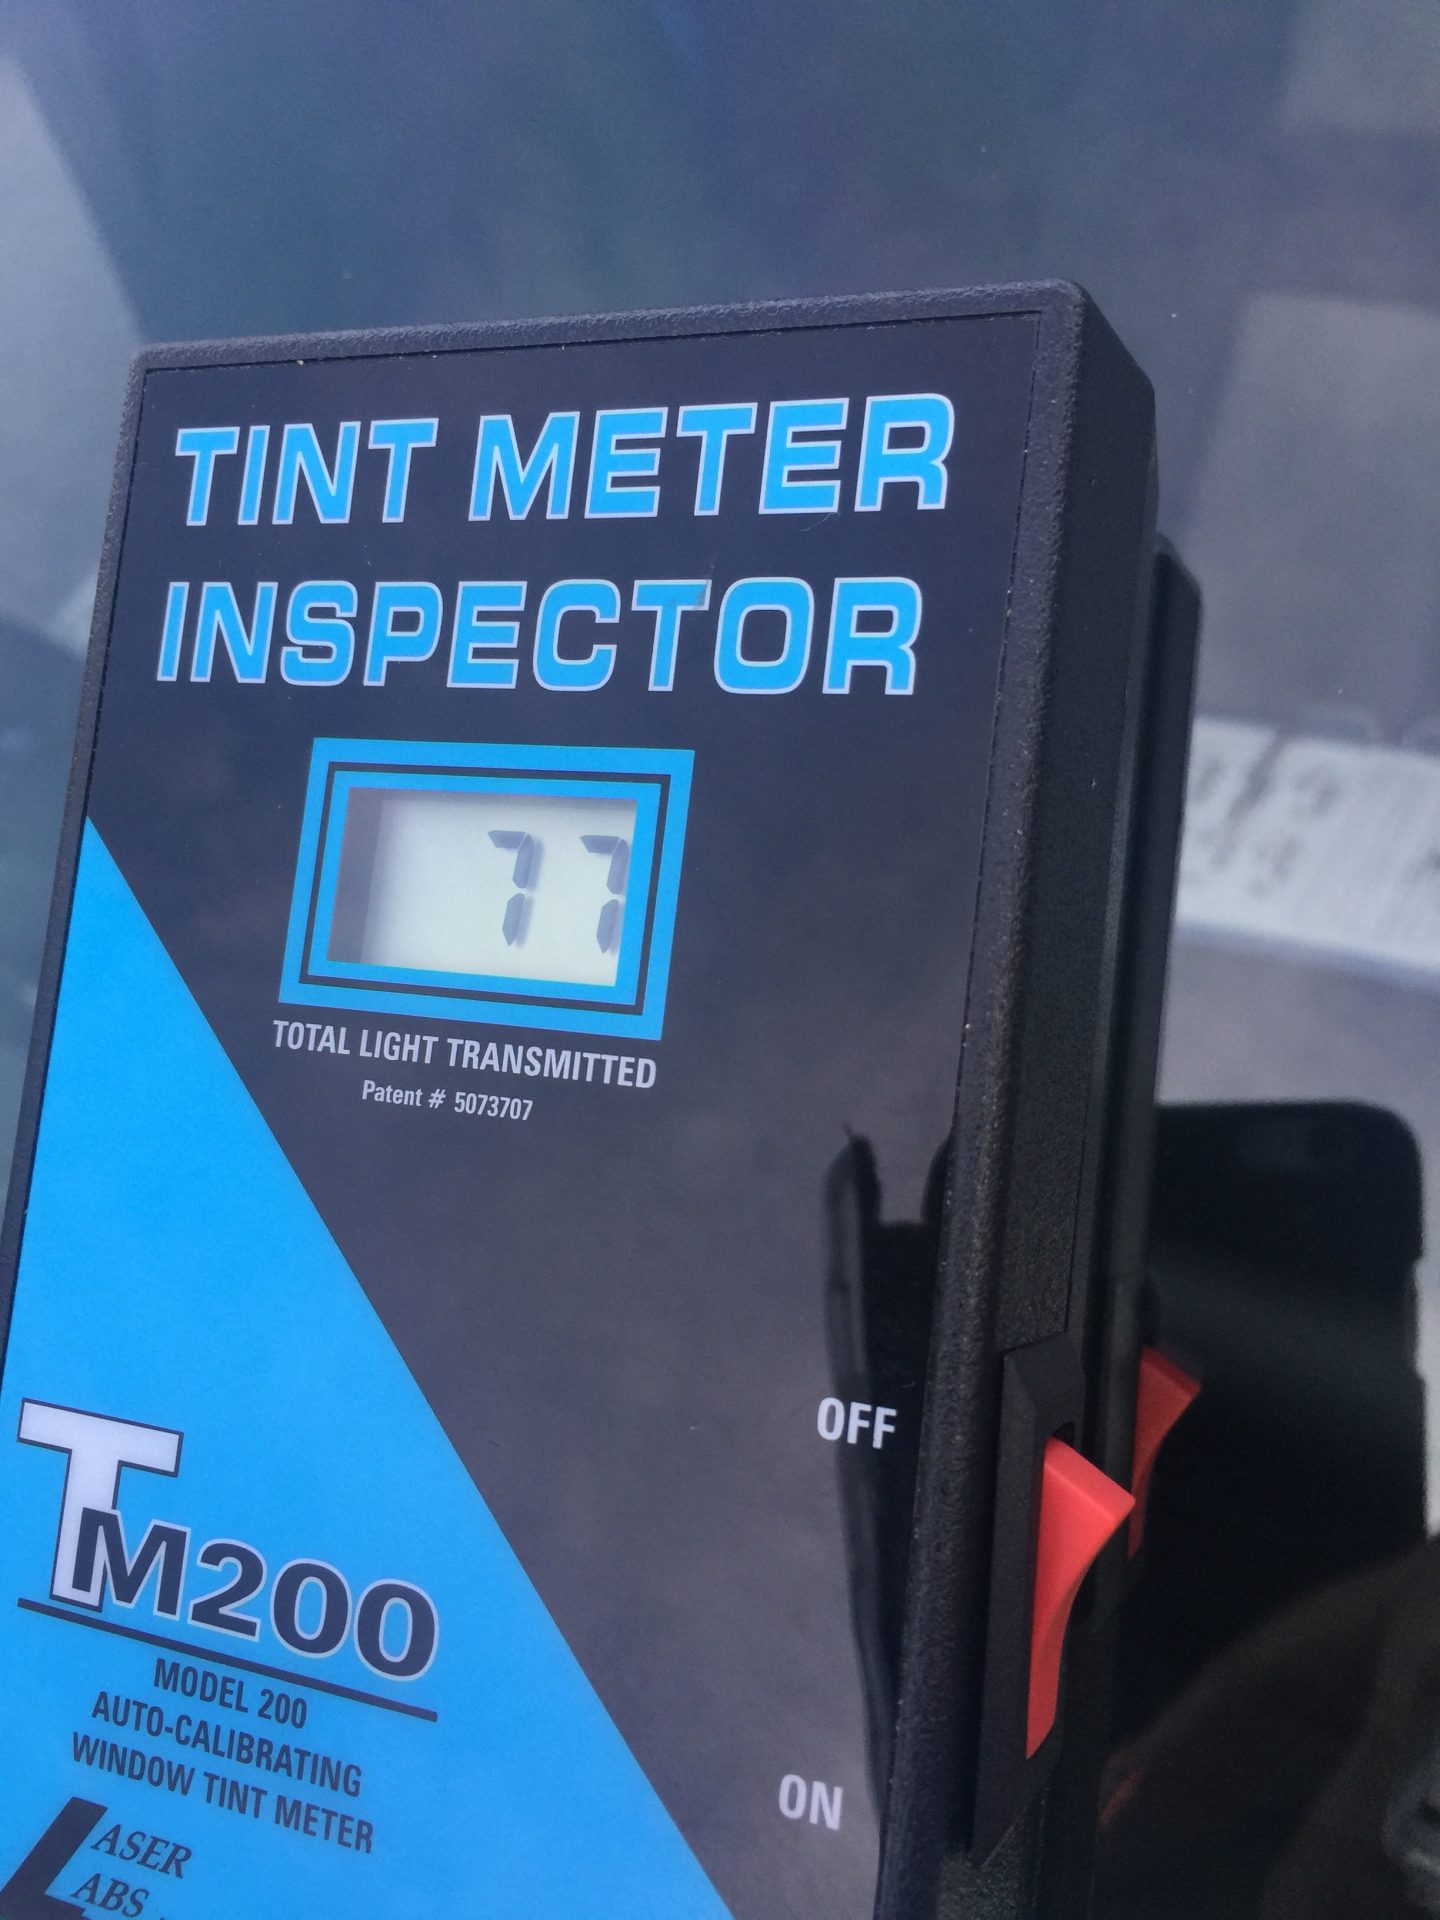 TINT METER
INSPECTOR
77
TOTAL LIGHT TRANSMITTED
Patent # 5073707
OFF
TM200
MODEL 200
AUTO-CALIBRATING
WINDOW TINT METER
ON
LASER
LABS